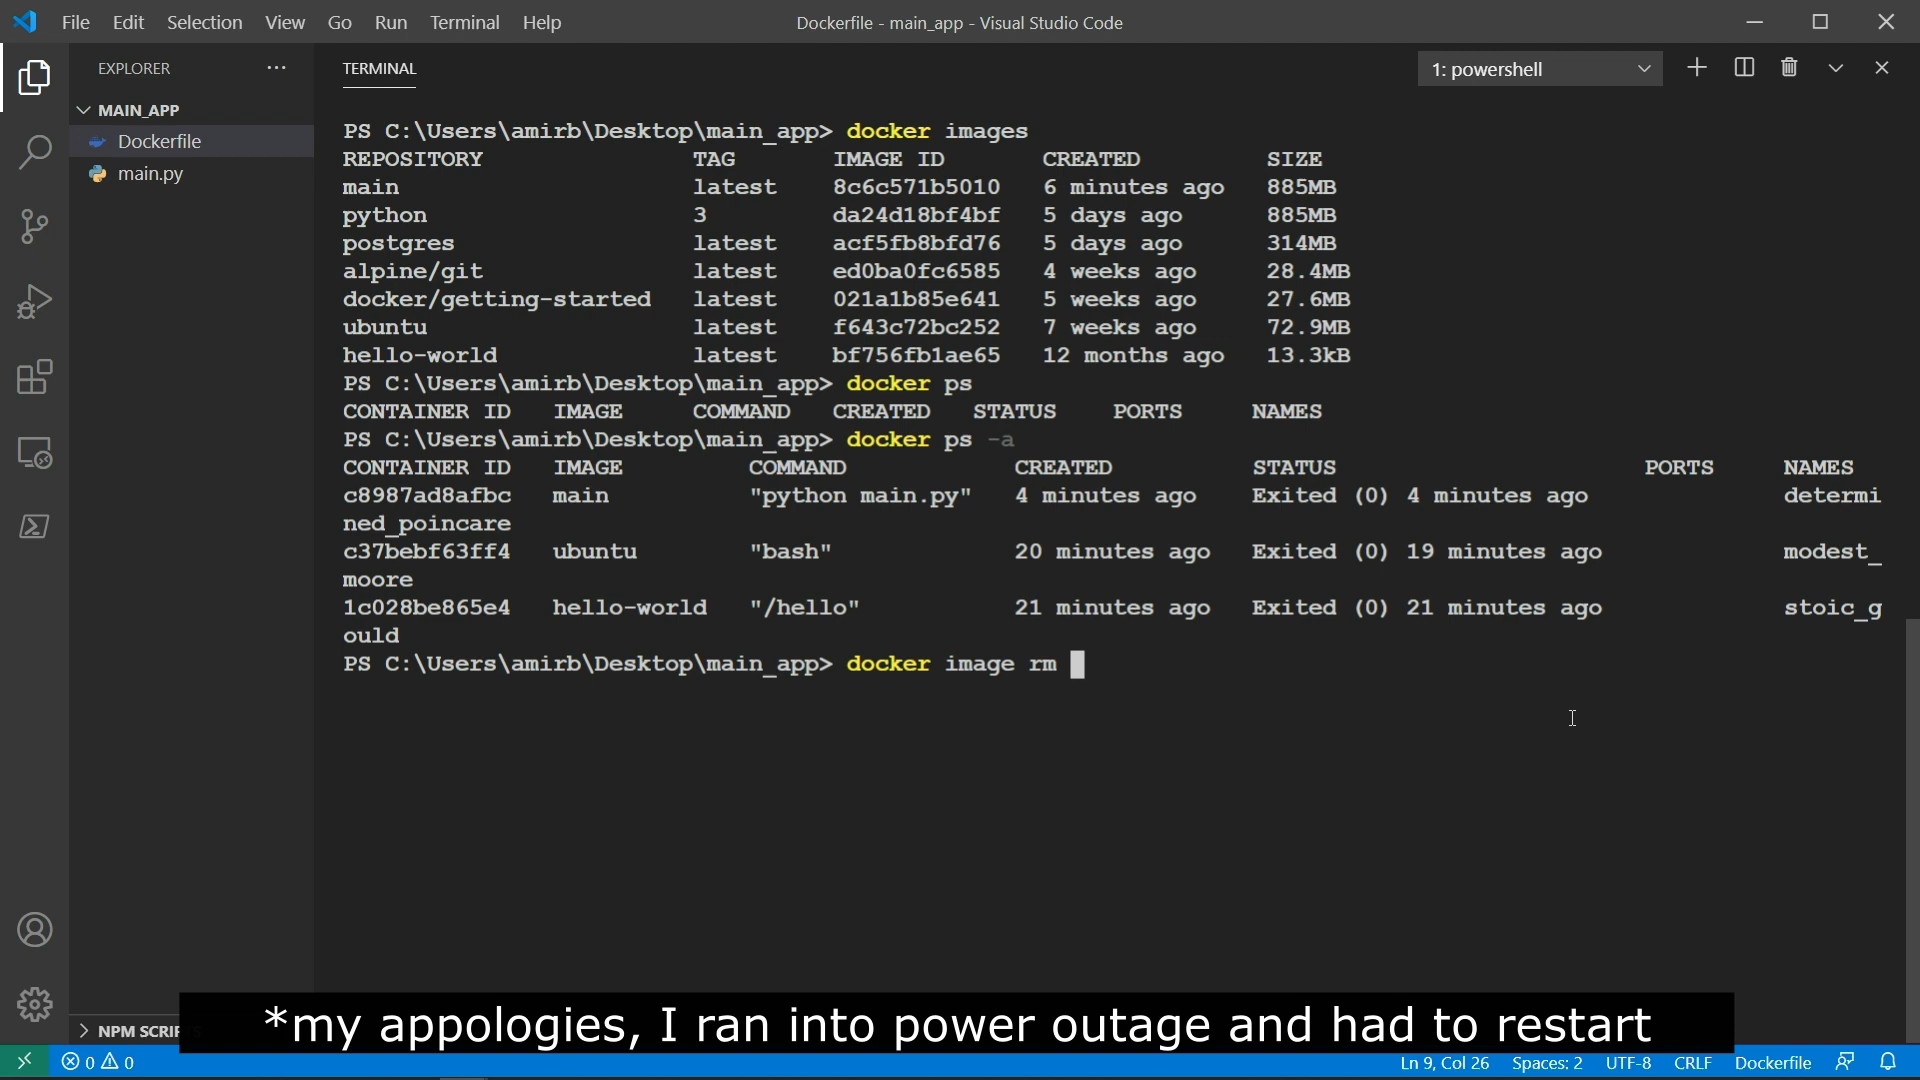 File Edit Selection View Go Run Terminal Help
Dockerfile - main_app - Visual Studio Code
EXPLORER ...
MAIN_APP
Dockerfile
main.py
NPM SCRIP
TERMINAL
1: powershell
PS C:\Users\amirb\Desktop\main_app> docker images
REPOSITORY TAG IMAGE ID CREATED SIZE
main latest 8c6c571b5010 6 minutes ago 885MB
python 3 da24d18bf4bf 5 days ago 885MB
postgres latest acf5fb8bfd76 5 days ago 314MB
alpine/git latest ed0ba0fc6585 4 weeks ago 28.4MB
docker/getting-started latest 021a1b85e641 5 weeks ago 27.6MB
ubuntu latest f643c72bc252 7 weeks ago 72.9MB
hello-world latest bf756fb1ae65 12 months ago 13.3kB
PS C:\Users\amirb\Desktop\main_app> docker ps
CONTAINER ID IMAGE COMMAND CREATED STATUS PORTS NAMES
PS C:\Users\amirb\Desktop\main_app> docker ps -a
CONTAINER ID IMAGE COMMAND CREATED STATUS PORTS NAMES
c8987ad8afbc main "python main.py" 4 minutes ago Exited (0) 4 minutes ago determi
ned_poincare
c37bebf63ff4 ubuntu "bash" 20 minutes ago Exited (0) 19 minutes ago modest_
moore
1c028be865e4 hello-world "/hello" 21 minutes ago Exited (0) 21 minutes ago stoic_g
ould
PS C:\Users\amirb\Desktop\main_app> docker image rm
*my appologies, I ran into power outage and had to restart
0 0 Ln 9, Col 26 Spaces: 2 UTF-8 CRLF Dockerfile